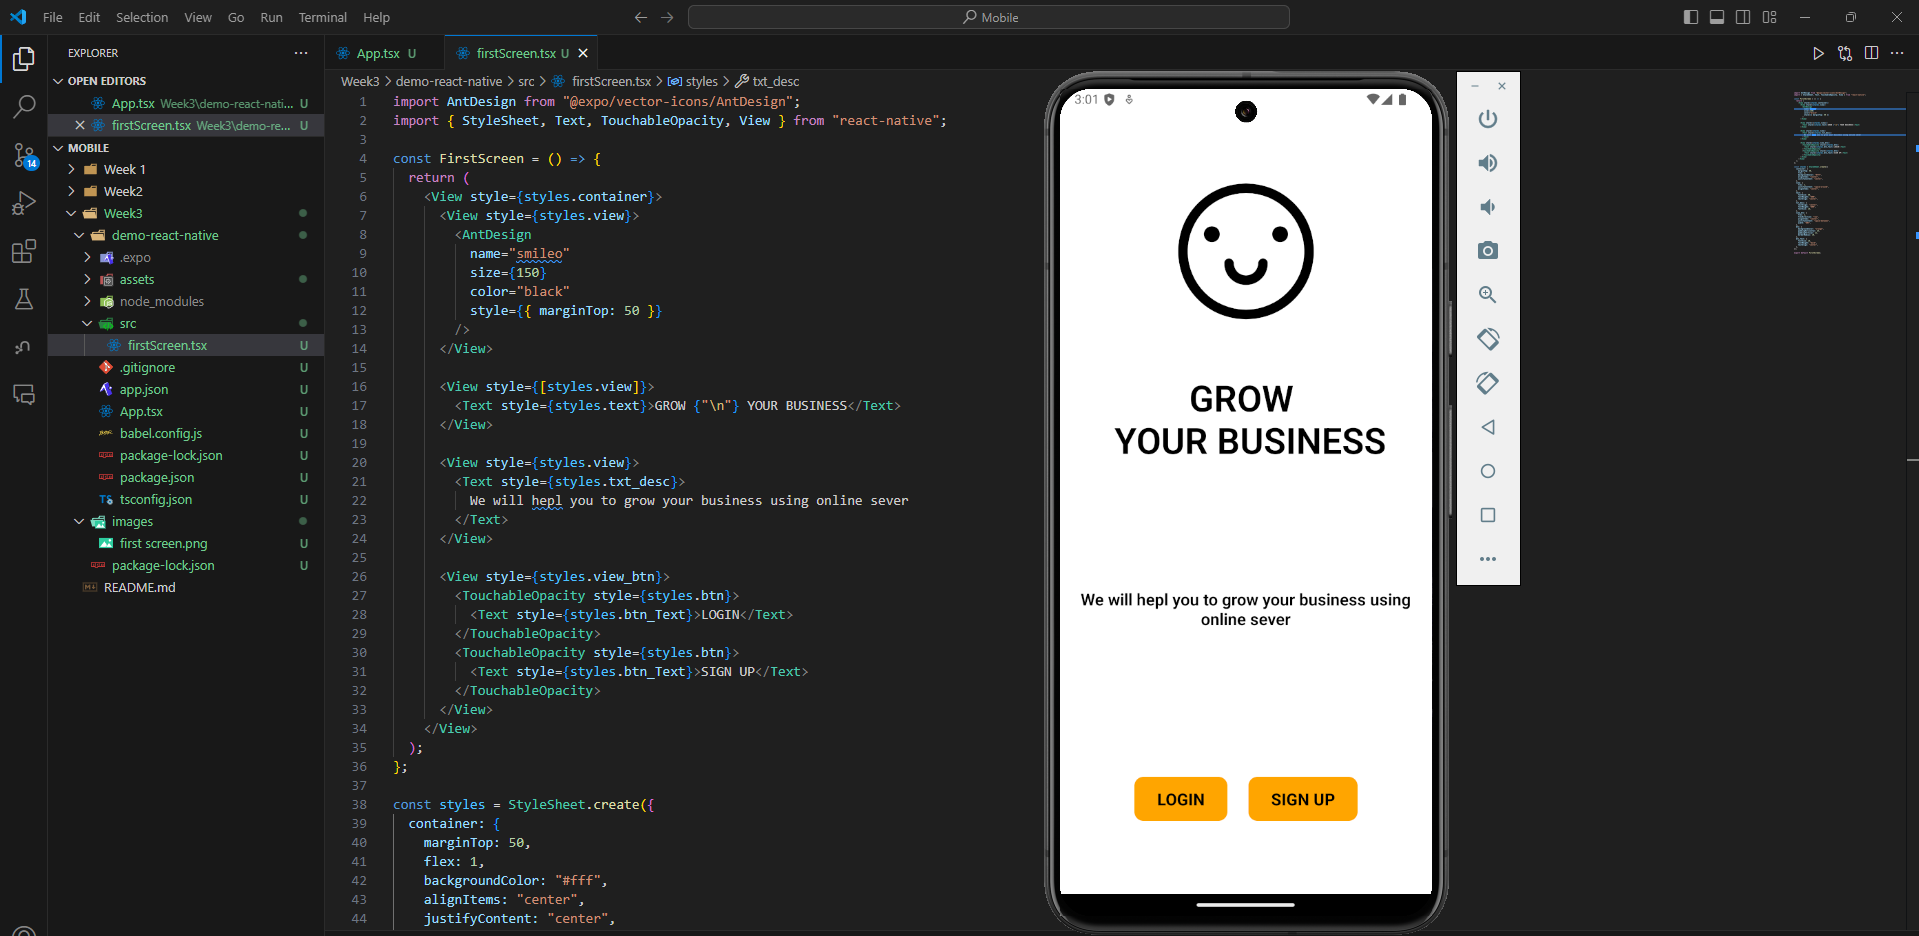 File Edit Selection View Go Run Terminal Help
Mobile
EXPLORER
OPEN EDITORS
App.tsx Week3\demo-react-nati... U
firstScreen.tsx Week3\demo-re... U
MOBILE
Week 1
Week2
Week3
demo-react-native
.expo
assets
node_modules
src
firstScreen.tsx U
.gitignore U
app.json U
App.tsx U
babel.config.js U
package-lock.json U
package.json U
tsconfig.json U
images
first screen.png U
package-lock.json U
README.md
14
App.tsx U
firstScreen.tsx U
Week3 > demo-react-native > src > firstScreen.tsx > styles > txt_desc
1 import AntDesign from "@expo/vector-icons/AntDesign";
2 import { StyleSheet, Text, TouchableOpacity, View } from "react-native";
3
4 const FirstScreen = () => {
5 return (
6 <View style={styles.container}>
7 <View style={styles.view}>
8 <AntDesign
9 name="smileo"
10 size={150}
11 color="black"
12 style={{ marginTop: 50 }}
13 />
14 </View>
15
16 <View style={[styles.view]}>
17 <Text style={styles.text}>GROW {"\n"} YOUR BUSINESS</Text>
18 </View>
19
20 <View style={styles.view}>
21 <Text style={styles.txt_desc}>
22 We will hepl you to grow your business using online sever
23 </Text>
24 </View>
25
26 <View style={styles.view_btn}>
27 <TouchableOpacity style={styles.btn}>
28 <Text style={styles.btn_Text}>LOGIN</Text>
29 </TouchableOpacity>
30 <TouchableOpacity style={styles.btn}>
31 <Text style={styles.btn_Text}>SIGN UP</Text>
32 </TouchableOpacity>
33 </View>
34 </View>
35 );
36 };
37
38 const styles = StyleSheet.create({
39 container: {
40 marginTop: 50,
41 flex: 1,
42 backgroundColor: "#fff",
43 alignItems: "center",
44 justifyContent: "center",
3:01
GROW
YOUR BUSINESS
We will hepl you to grow your business using
online sever
LOGIN SIGN UP